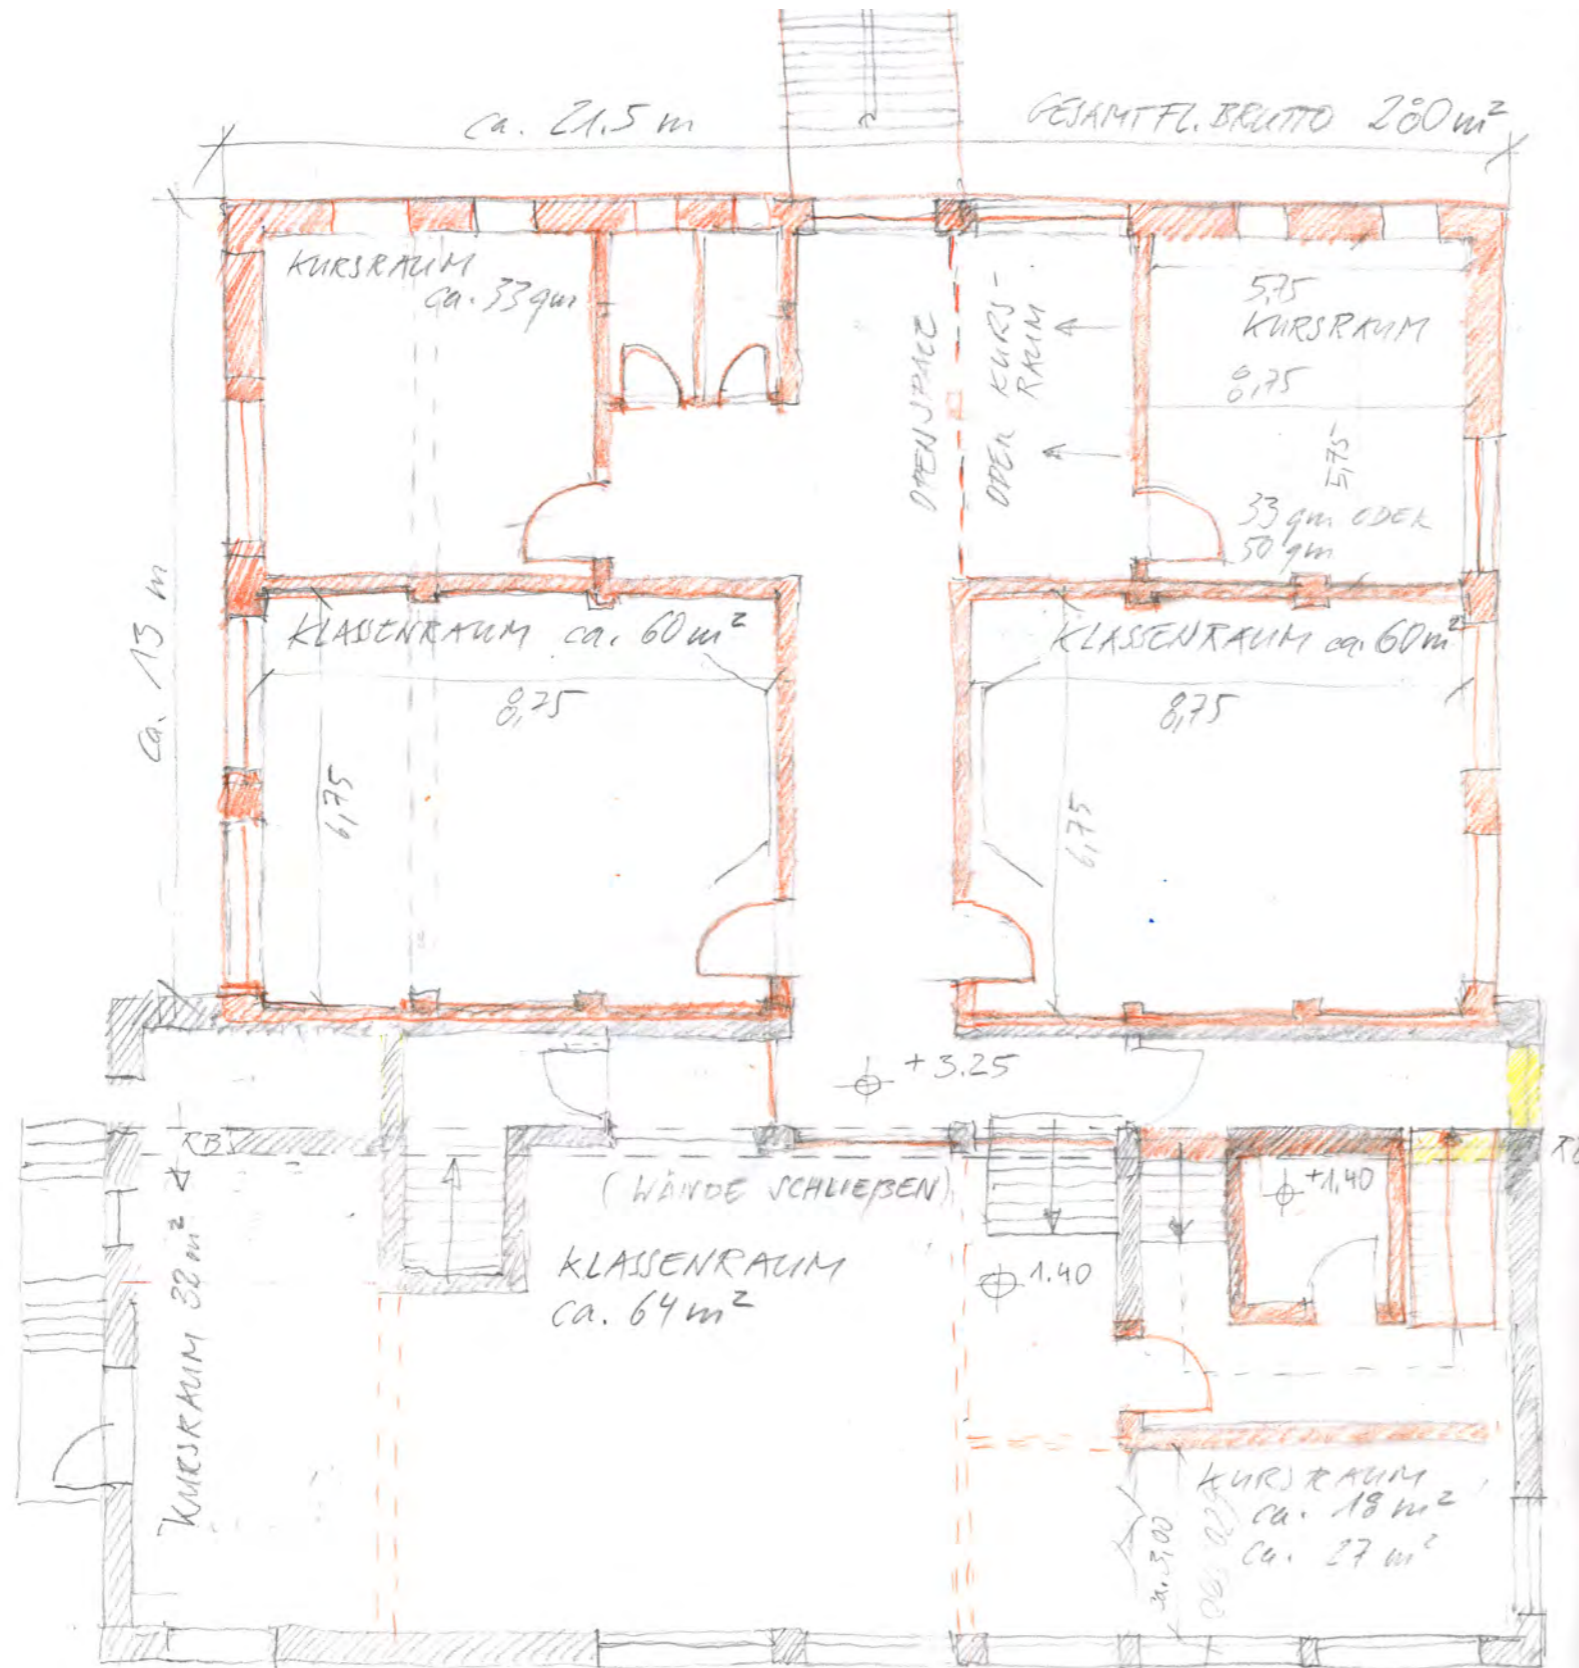 ca. 21.5 m
GESAMTFL. BRUTTO 280 m²
KURSRAUM
ca. 33 qm
OPENSPACE
ODER KURS-
RAUM
5,75
KURSRAUM
8,75
5,75
33 qm ODER
50 qm
ca. 13 m
KLASSENRAUM ca. 60 m²
8,75
6,75
KLASSENRAUM ca. 60 m²
8,75
6,75
+3.25
RB
(WÄNDE SCHLIEßEN)
+1.40
KLASSENRAUM
ca. 64 m²
1.40
KURSRAUM 32 m²
KURSRAUM
ca. 18 m²
ca. 27 m²
ca. 3,00